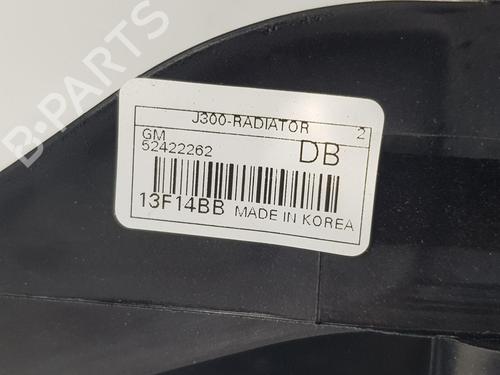 B-PARTS
J300-RADIATOR 2
GM
52422262 DB
13F14BB MADE IN KOREA